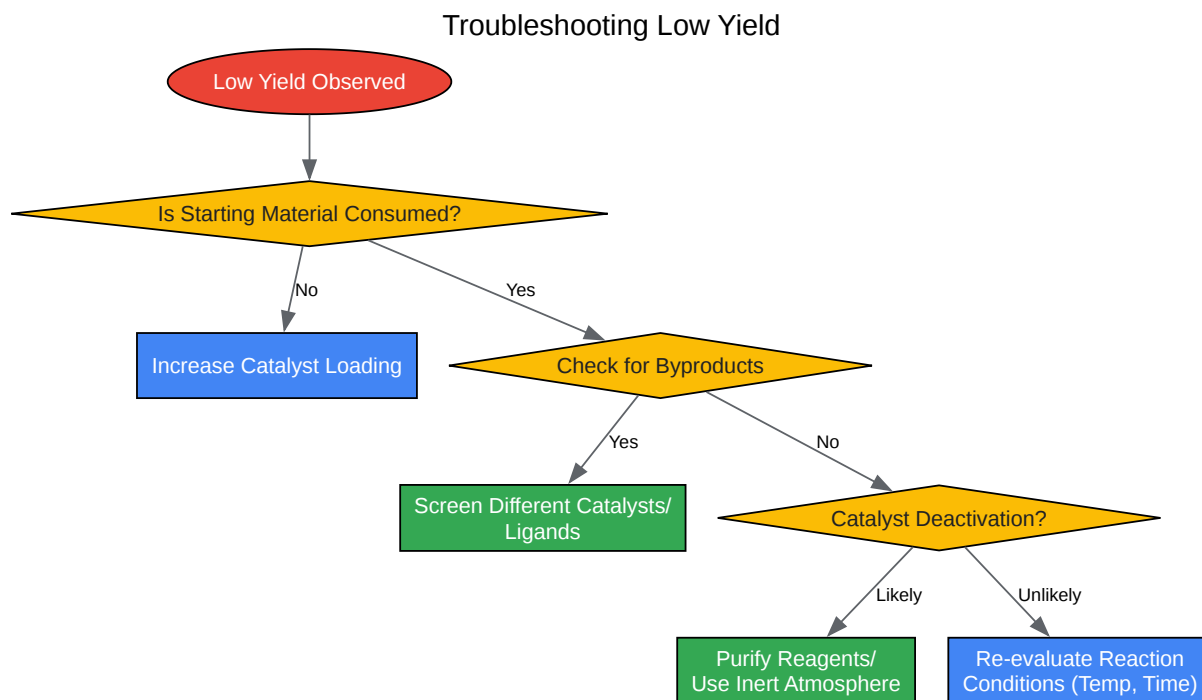 Troubleshooting Low Yield
Low Yield Observed
Is Starting Material Consumed?
No
Yes
Increase Catalyst Loading
Check for Byproducts
Yes
No
Screen Different Catalysts/
Ligands
Catalyst Deactivation?
Likely
Unlikely
Purify Reagents/
Use Inert Atmosphere
Re-evaluate Reaction
Conditions (Temp, Time)